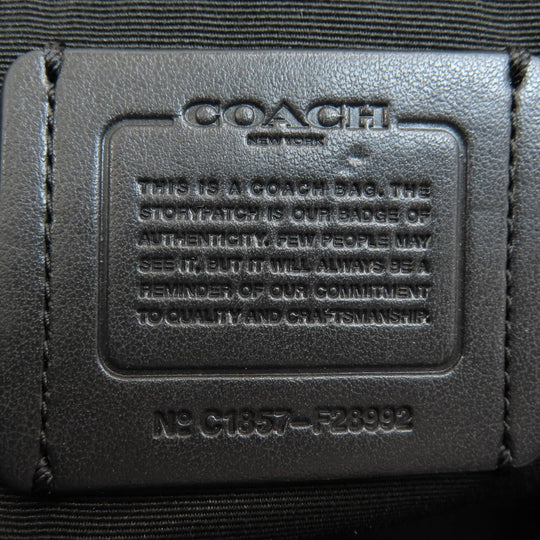 COACH
NEW YORK
THIS IS A COACH BAG. THE
STORYPATCH IS OUR BADGE OF
AUTHENTICITY. FEW PEOPLE MAY
SEE IT, BUT IT WILL ALWAYS BE A
REMINDER OF OUR COMMITMENT
TO QUALITY AND CRAFTSMANSHIP.
Nº C1857-F28992